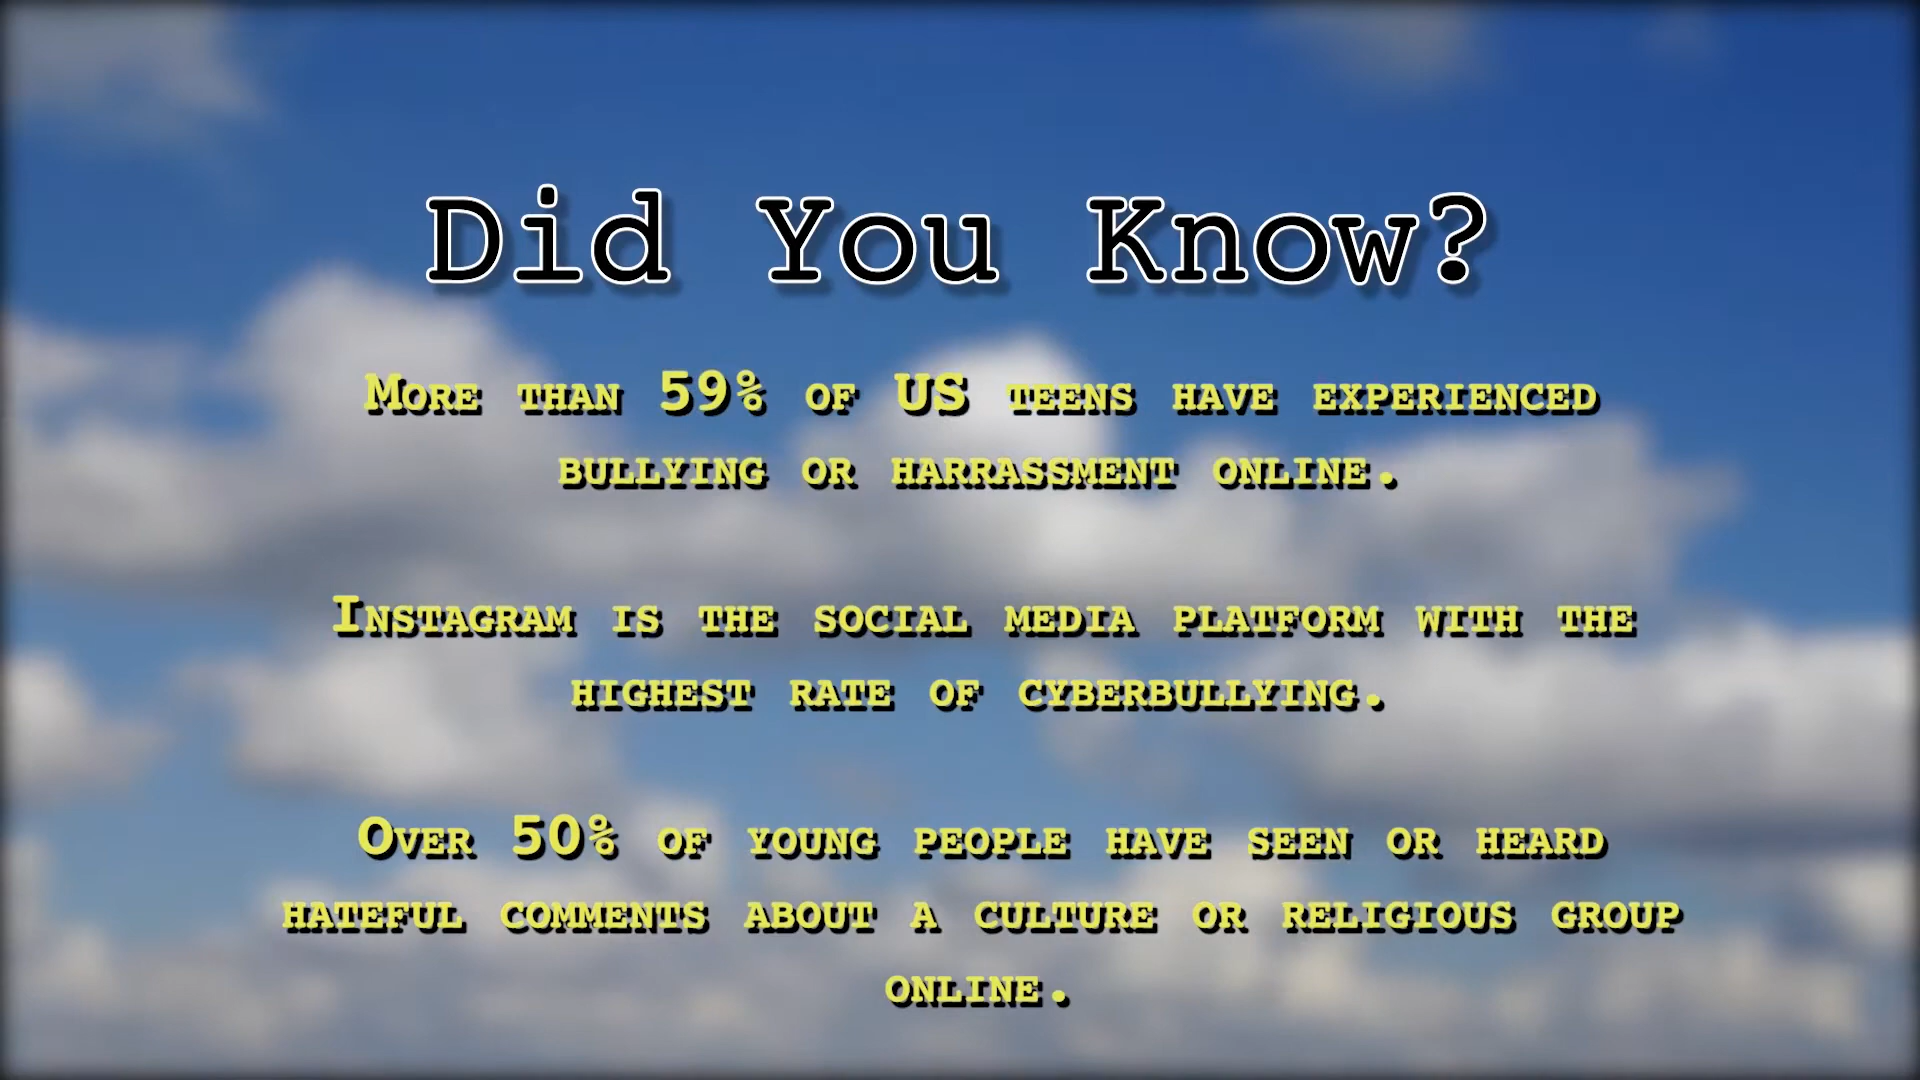 Did You Know?
More than 59% of US teens have experienced
bullying or harrassment online.
Instagram is the social media platform with the
highest rate of cyberbullying.
Over 50% of young people have seen or heard
hateful comments about a culture or religious group
online.